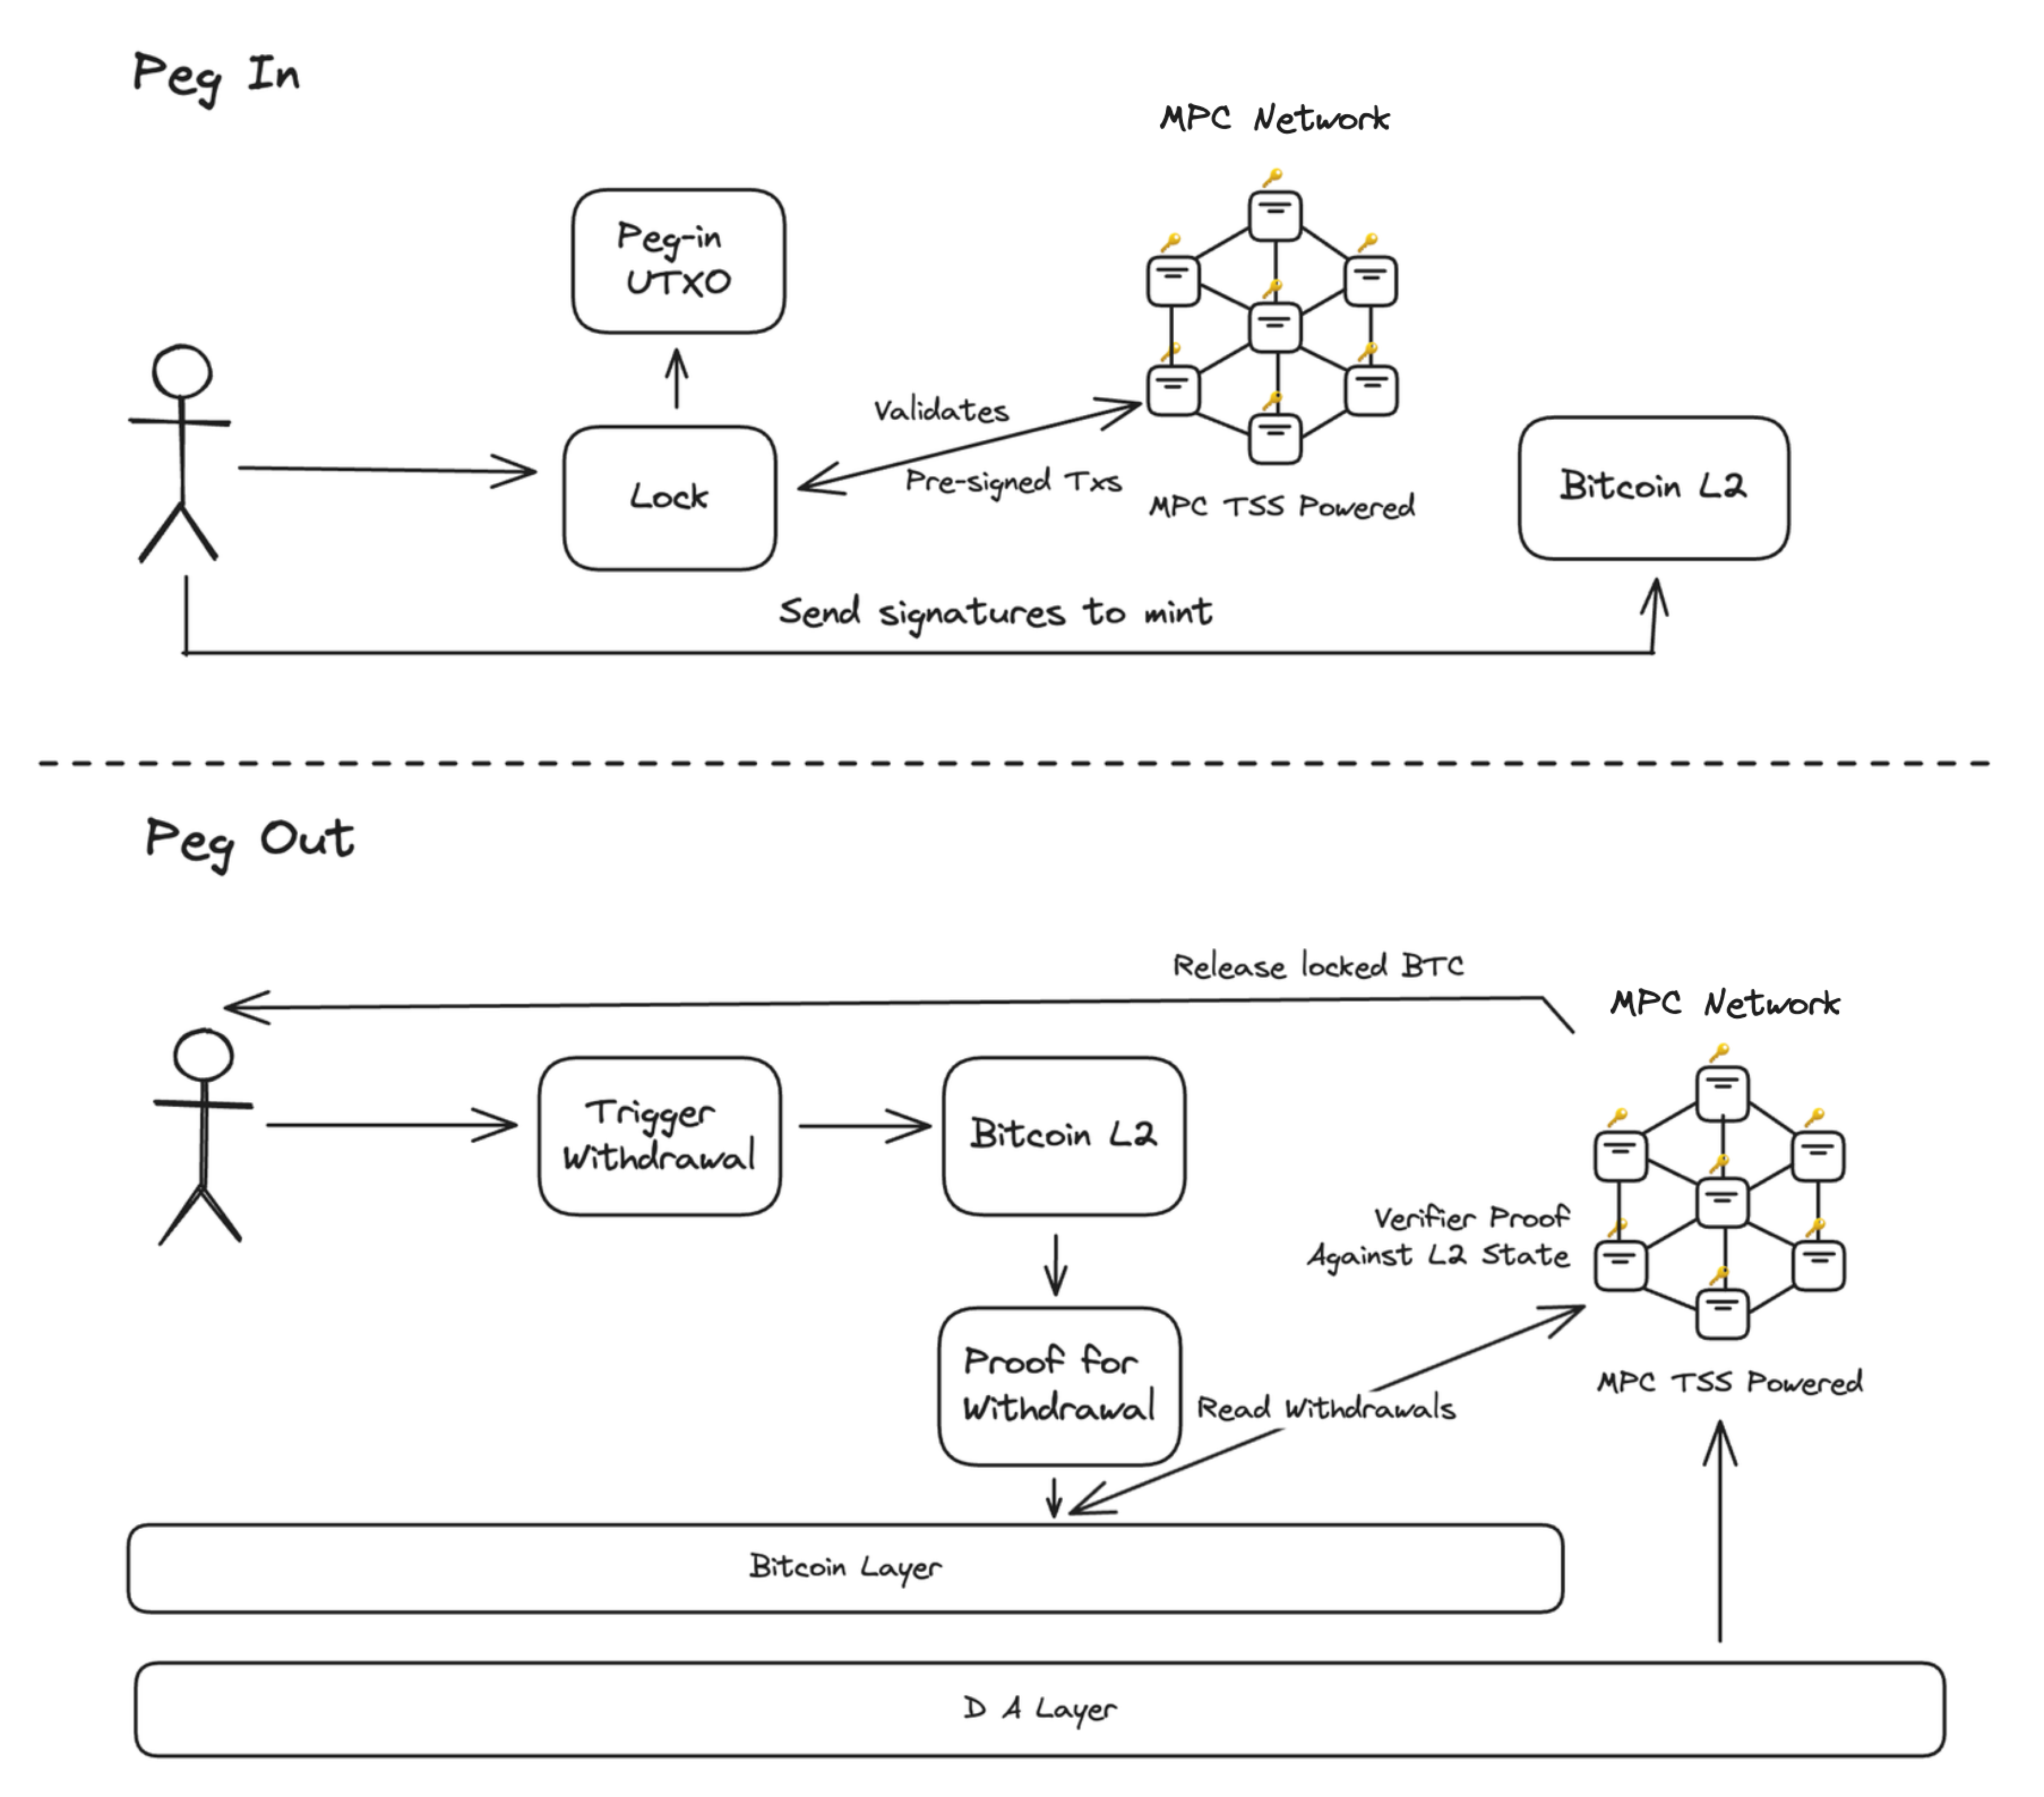 Peg In
MPC Network
Peg-in
UTXO
Validates
Lock
Pre-signed Txs
MPC TSS Powered
Bitcoin L2
Send signatures to mint
Peg Out
Release locked BTC
MPC Network
Trigger
Withdrawal
Bitcoin L2
Verifier Proof
Against L2 State
Proof for
Withdrawal
Read Withdrawals
MPC TSS Powered
Bitcoin Layer
D A Layer